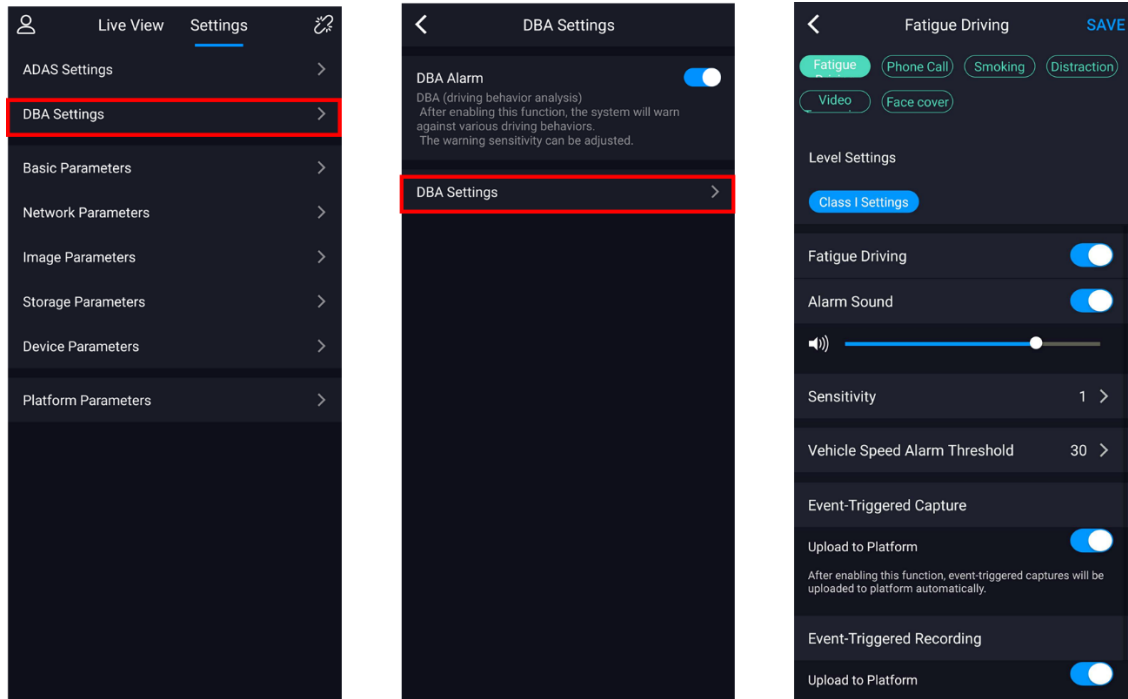 Live View Settings
ADAS Settings
DBA Settings
Basic Parameters
Network Parameters
Image Parameters
Storage Parameters
Device Parameters
Platform Parameters
DBA Settings
DBA Alarm
DBA (driving behavior analysis)
After enabling this function, the system will warn
against various driving behaviors.
The warning sensitivity can be adjusted.
DBA Settings
Fatigue Driving SAVE
Fatigue Phone Call Smoking Distraction
Video Face cover
Level Settings
Class I Settings
Fatigue Driving
Alarm Sound
Sensitivity 1
Vehicle Speed Alarm Threshold 30
Event-Triggered Capture
Upload to Platform
After enabling this function, event-triggered captures will be
uploaded to platform automatically.
Event-Triggered Recording
Upload to Platform